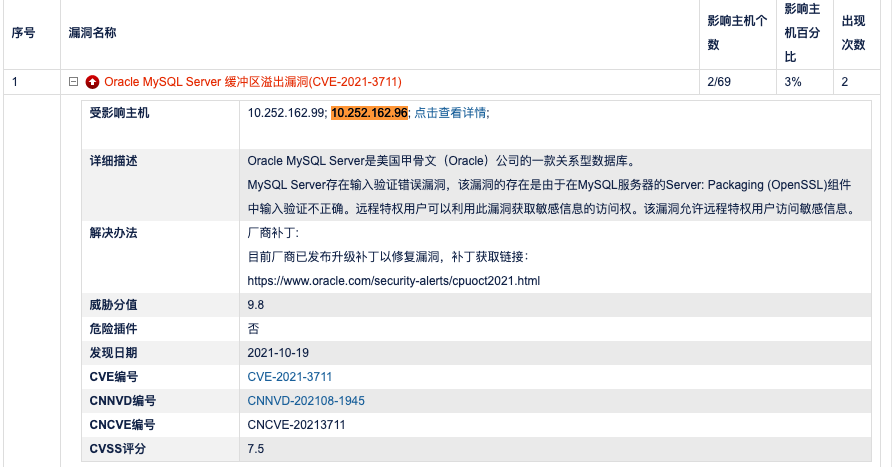 序号 漏洞名称 影响主机个数 影响主机百分比 出现次数
1 Oracle MySQL Server 缓冲区溢出漏洞(CVE-2021-3711) 2/69 3% 2
受影响主机 10.252.162.99; 10.252.162.96; 点击查看详情;
详细描述 Oracle MySQL Server是美国甲骨文（Oracle）公司的一款关系型数据库。
MySQL Server存在输入验证错误漏洞，该漏洞的存在是由于在MySQL服务器的Server: Packaging (OpenSSL)组件
中输入验证不正确。远程特权用户可以利用此漏洞获取敏感信息的访问权。该漏洞允许远程特权用户访问敏感信息。
解决办法 厂商补丁:
目前厂商已发布升级补丁以修复漏洞，补丁获取链接：
https://www.oracle.com/security-alerts/cpuoct2021.html
威胁分值 9.8
危险插件 否
发现日期 2021-10-19
CVE编号 CVE-2021-3711
CNNVD编号 CNNVD-202108-1945
CNCVE编号 CNCVE-20213711
CVSS评分 7.5